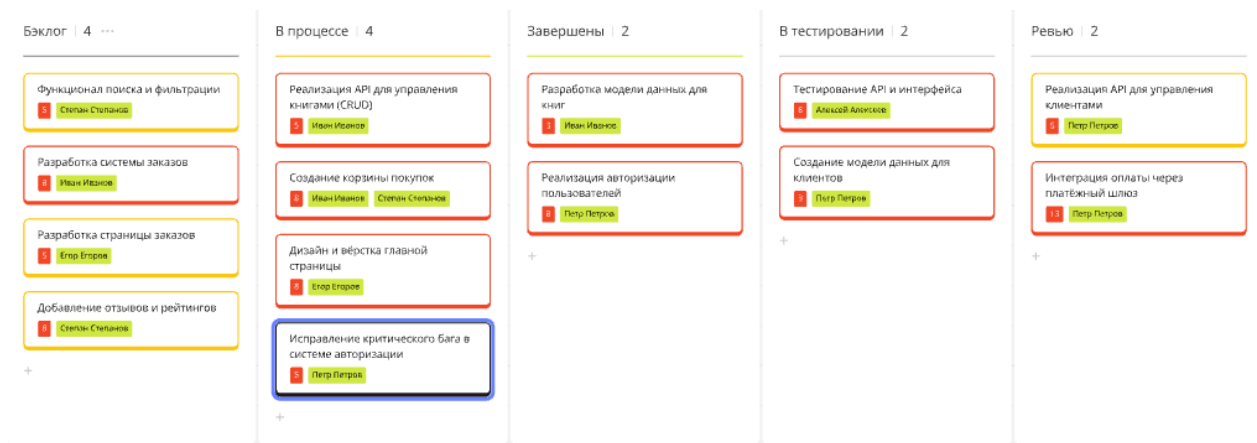 Бэклог 4 ...
Функционал поиска и фильтрации
5 Степан Степанов
Разработка системы заказов
8 Иван Иванов
Разработка страницы заказов
5 Егор Егоров
Добавление отзывов и рейтингов
8 Степан Степанов
+
В процессе 4
Реализация API для управления
книгами (CRUD)
5 Иван Иванов
Создание корзины покупок
8 Иван Иванов Степан Степанов
Дизайн и вёрстка главной
страницы
8 Егор Егоров
Исправление критического бага в
системе авторизации
5 Петр Петров
+
Завершены 2
Разработка модели данных для
книг
3 Иван Иванов
Реализация авторизации
пользователей
8 Петр Петров
+
В тестировании 2
Тестирование API и интерфейса
Алексей Алексеев
Создание модели данных для
клиентов
3 Петр Петров
+
Ревью 2
Реализация API для управления
клиентами
5 Петр Петров
Интеграция оплаты через
платёжный шлюз
13 Петр Петров
+